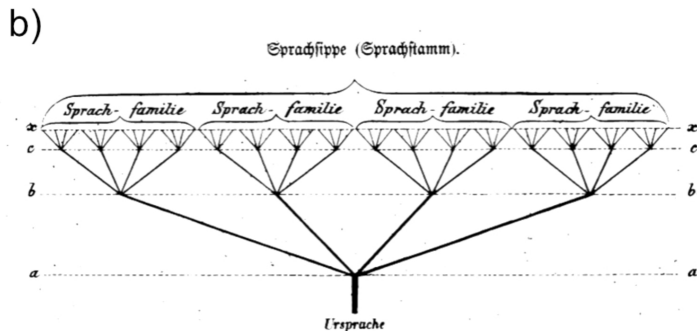 b)
Sprachsippe (Sprachstamm).
Sprach-familie Sprach-familie Sprach-familie Sprach-familie
x x
c c
b b
a a
Ursprache